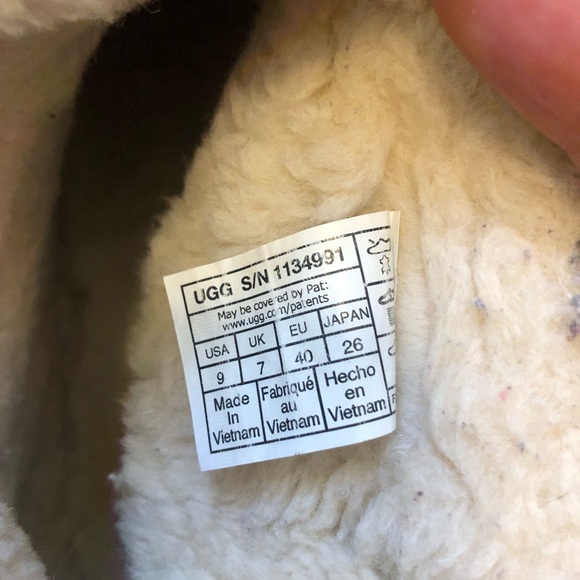 UGG S/N 1134991
May be covered by Pat:
www.ugg.com/patents
USA UK EU JAPAN
9 7 40 26
Made In Vietnam
Fabriqué au Vietnam
Hecho en Vietnam